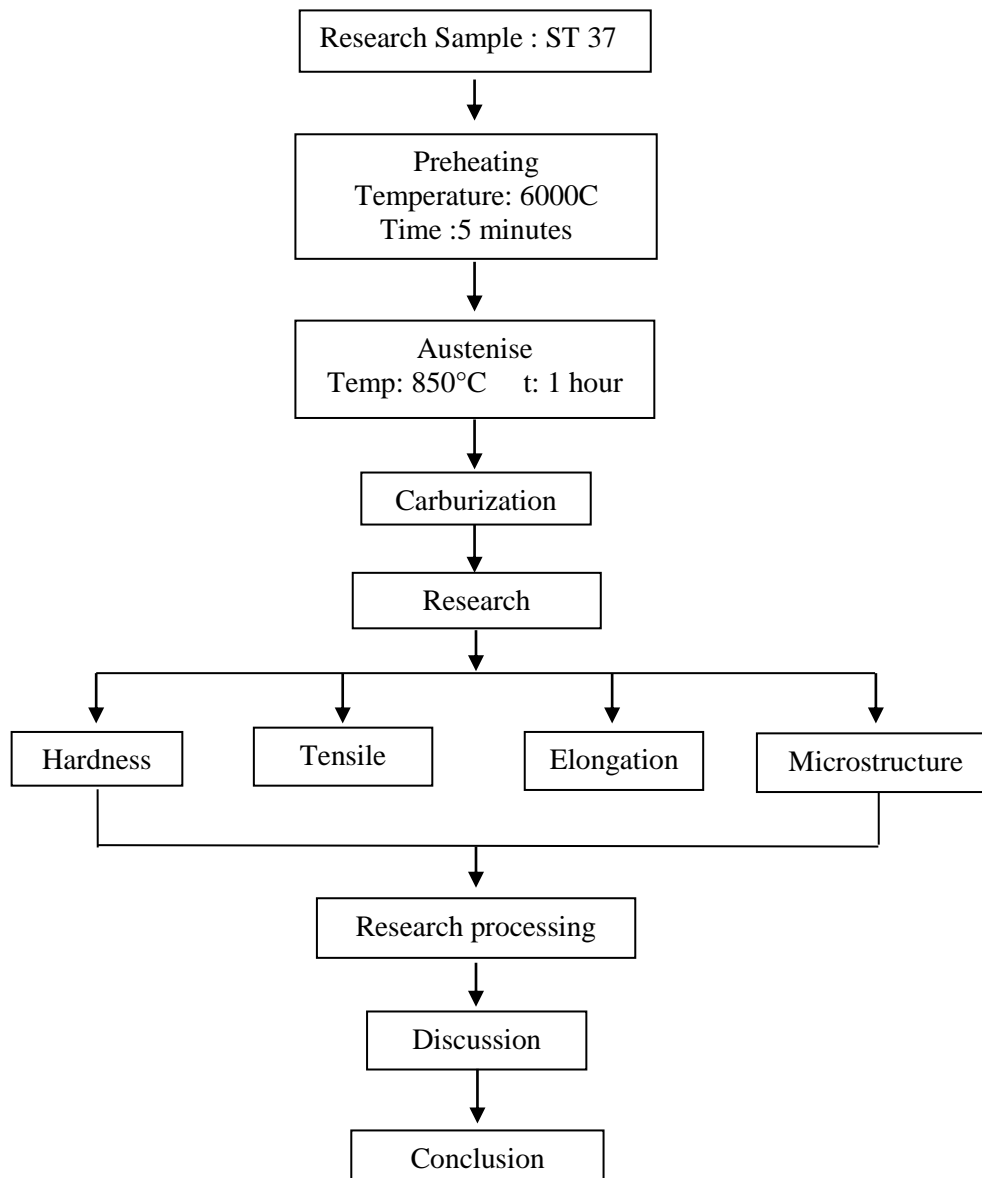 Research Sample : ST 37
Preheating
Temperature: 6000C
Time :5 minutes
Austenise
Temp: 850°C t: 1 hour
Carburization
Research
Hardness
Tensile
Elongation
Microstructure
Research processing
Discussion
Conclusion